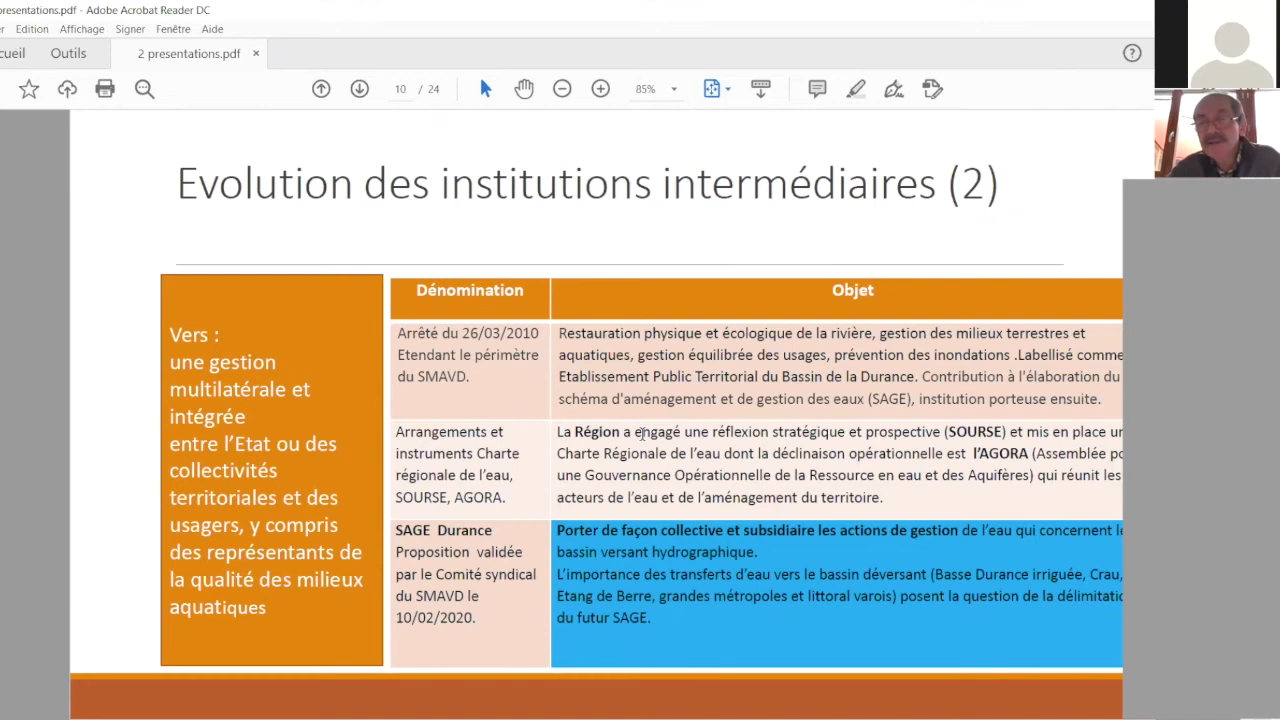 presentations.pdf - Adobe Acrobat Reader DC
Edition Affichage Signer Fenêtre Aide
Outils 2 presentations.pdf ×
10 / 24 85%
Evolution des institutions intermédiaires (2)
Vers :
une gestion
multilatérale et
intégrée
entre l'Etat ou des
collectivités
territoriales et des
usagers, y compris
des représentants de
la qualité des milieux
aquatiques
Dénomination
Objet
Arrêté du 26/03/2010
Etendant le périmètre
du SMAVD.
Restauration physique et écologique de la rivière, gestion des milieux terrestres et
aquatiques, gestion équilibrée des usages, prévention des inondations .Labellisé comme
Etablissement Public Territorial du Bassin de la Durance. Contribution à l'élaboration du
schéma d'aménagement et de gestion des eaux (SAGE), institution porteuse ensuite.
Arrangements et
instruments Charte
régionale de l'eau,
SOURSE, AGORA.
La Région a engagé une réflexion stratégique et prospective (SOURSE) et mis en place
Charte Régionale de l'eau dont la déclinaison opérationnelle est l'AGORA (Assemblée
une Gouvernance Opérationnelle de la Ressource en eau et des Aquifères) qui réunit les
acteurs de l'eau et de l'aménagement du territoire.
SAGE Durance
Proposition validée
par le Comité syndical
du SMAVD le
10/02/2020.
Porter de façon collective et subsidiaire les actions de gestion de l'eau qui concernent
bassin versant hydrographique.
L'importance des transferts d'eau vers le bassin déversant (Basse Durance irriguée, Crau,
Etang de Berre, grandes métropoles et littoral varois) posent la question de la
du futur SAGE.